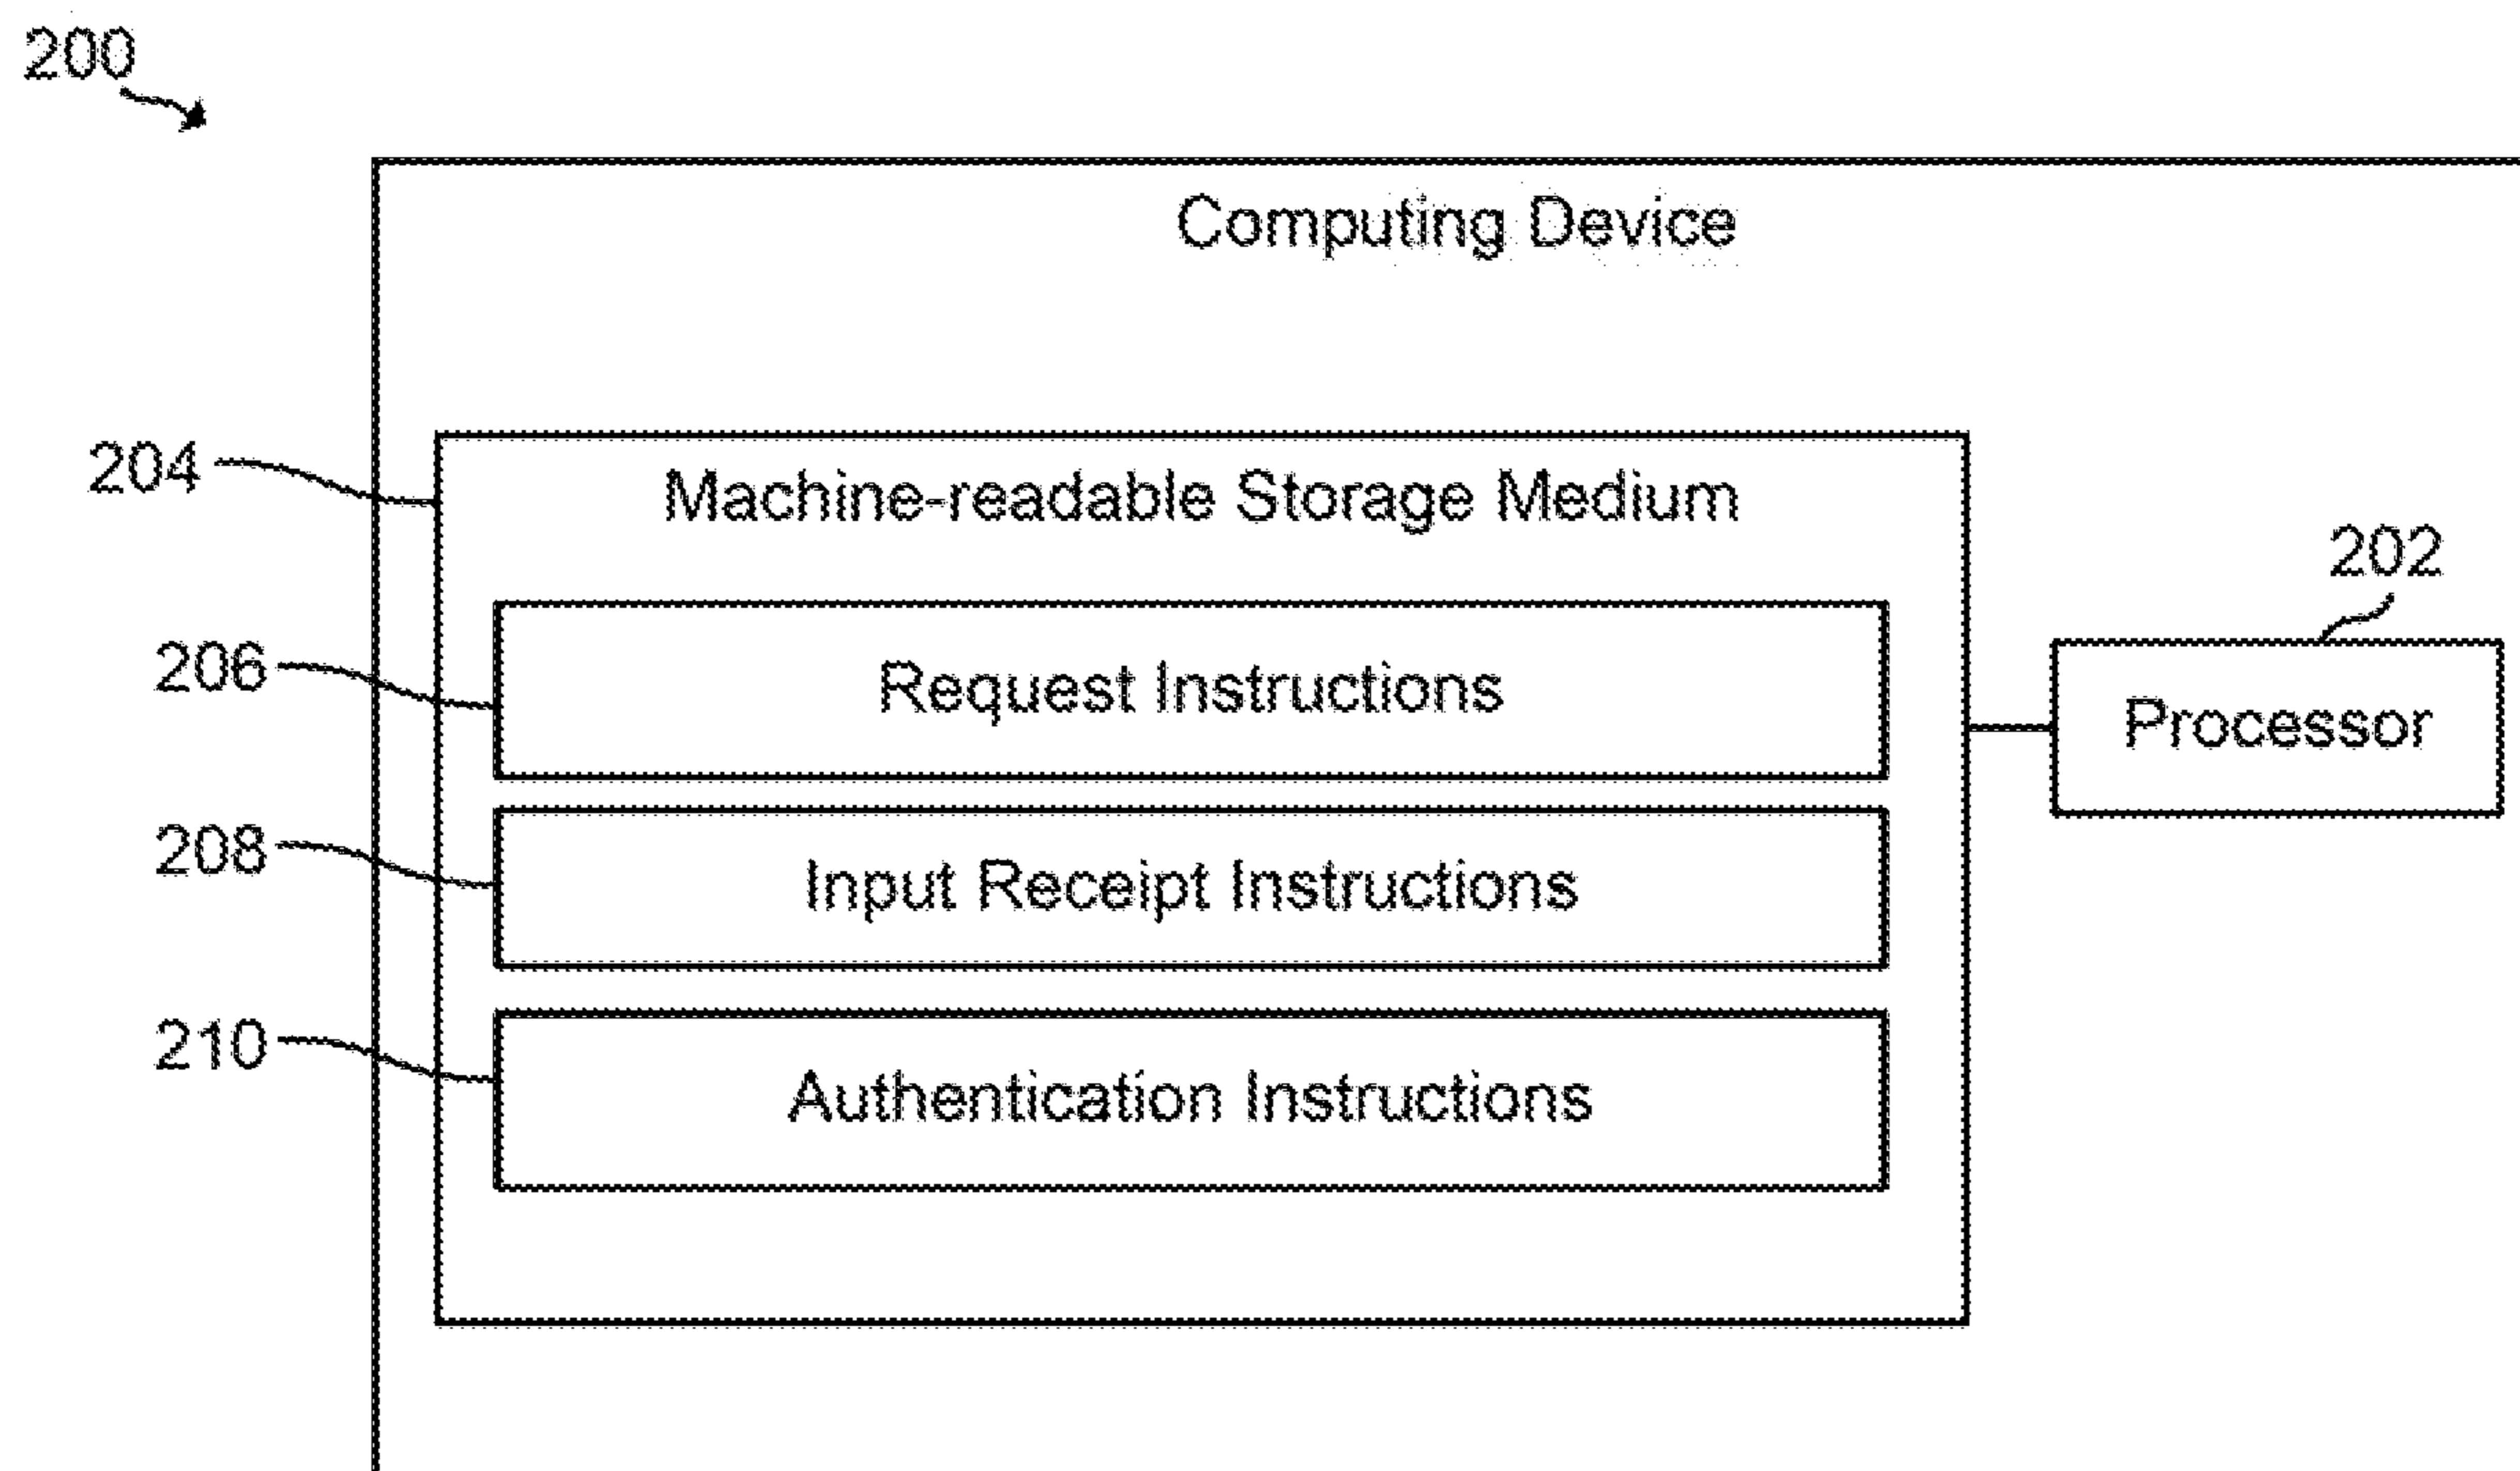 200
Computing Device
204
Machine-readable Storage Medium
202
206
Request Instructions
Processor
208
Input Receipt Instructions
210
Authentication Instructions